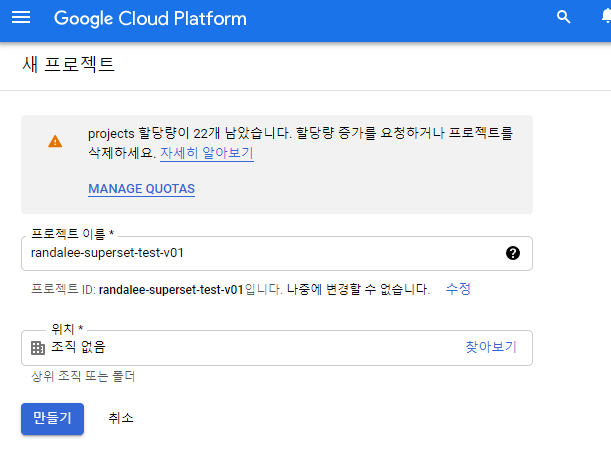 Google Cloud Platform
새 프로젝트
projects 할당량이 22개 남았습니다. 할당량 증가를 요청하거나 프로젝트를
삭제하세요. 자세히 알아보기
MANAGE QUOTAS
프로젝트 이름 *
randalee-superset-test-v01
프로젝트 ID: randalee-superset-test-v01입니다. 나중에 변경할 수 없습니다. 수정
위치 *
조직 없음 찾아보기
상위 조직 또는 폴더
만들기 취소